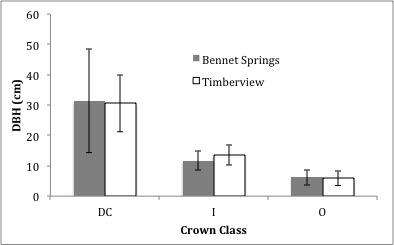 60
50
40
30
20
10
0
DBH (cm)
Bennet Springs
Timberview
DC I O
Crown Class